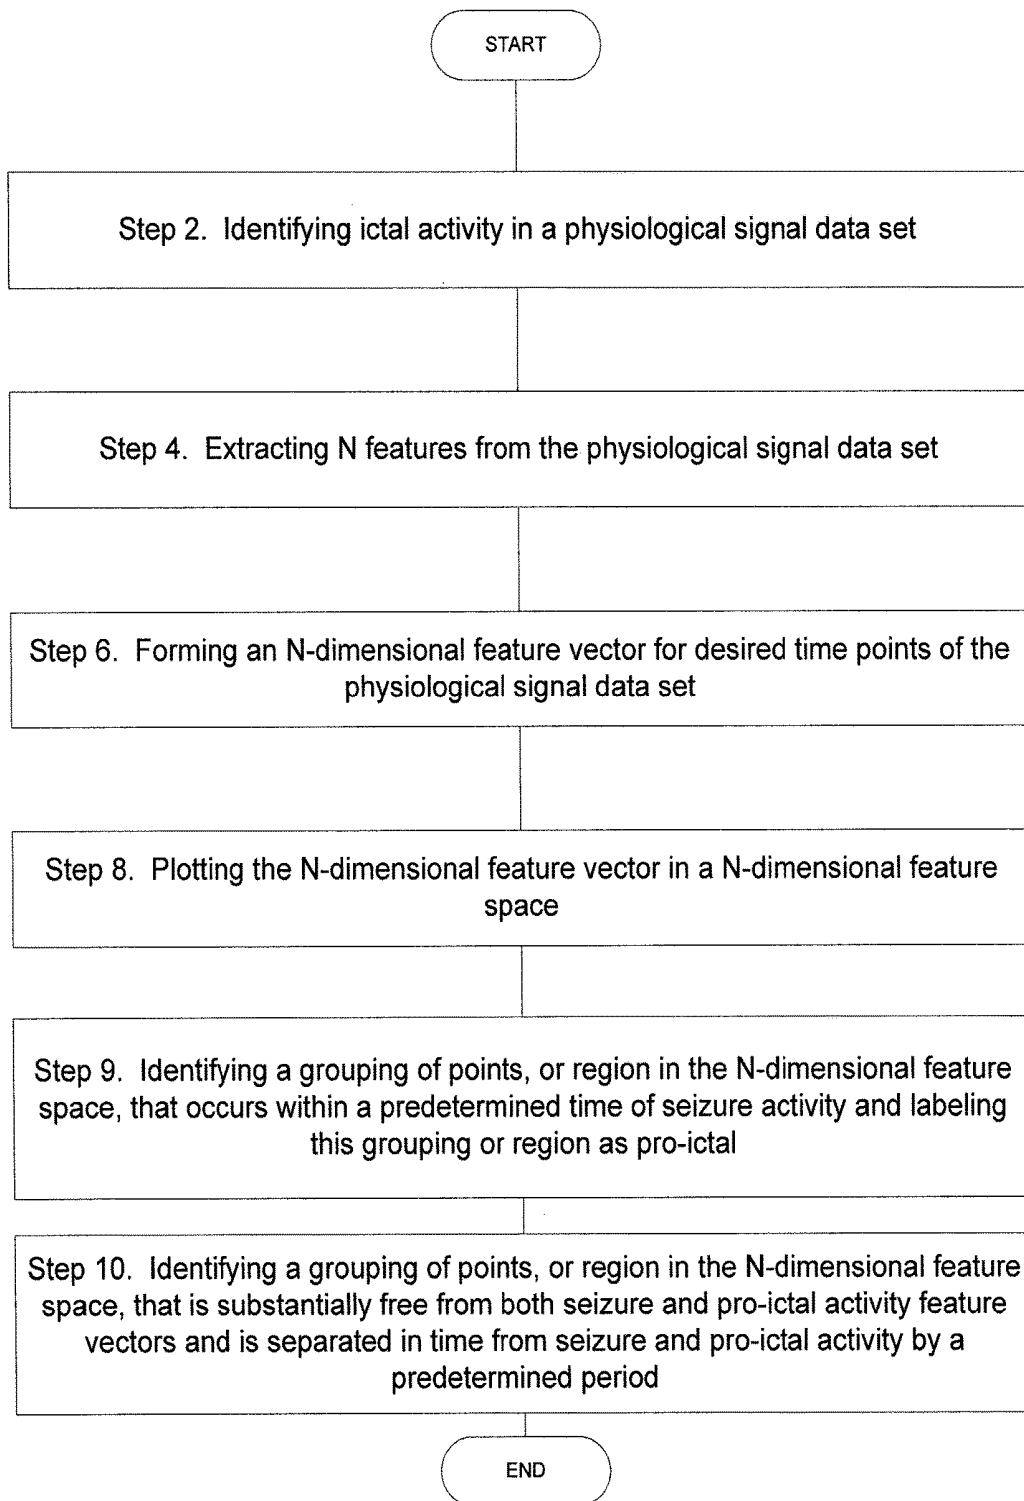 START
Step 2. Identifying ictal activity in a physiological signal data set
Step 4. Extracting N features from the physiological signal data set
Step 6. Forming an N-dimensional feature vector for desired time points of the
physiological signal data set
Step 8. Plotting the N-dimensional feature vector in a N-dimensional feature
space
Step 9. Identifying a grouping of points, or region in the N-dimensional feature
space, that occurs within a predetermined time of seizure activity and labeling
this grouping or region as pro-ictal
Step 10. Identifying a grouping of points, or region in the N-dimensional feature
space, that is substantially free from both seizure and pro-ictal activity feature
vectors and is separated in time from seizure and pro-ictal activity by a
predetermined period
END